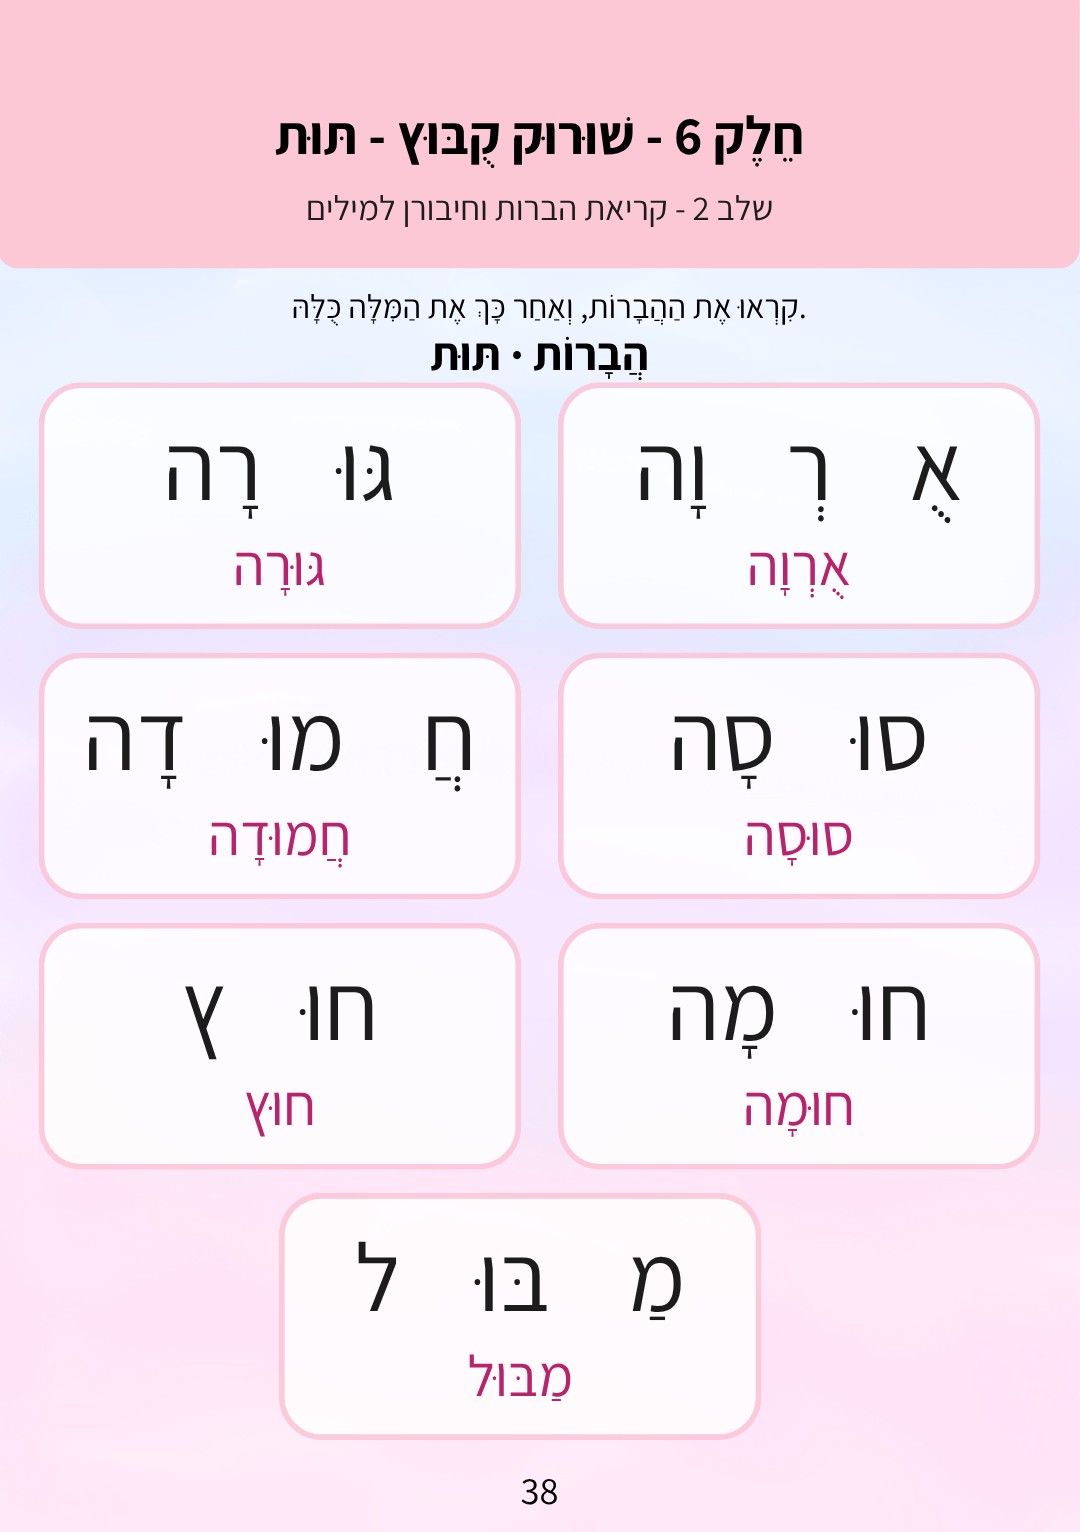 חֵלֶק 6 - שׁוּרוּק קֻבּוּץ - תּוּת
שלב 2 - קריאת הברות וחיבורן למילים
קִרְאוּ אֶת הַהֲבָרוֹת, וְאַחַר כָּךְ אֶת הַמִּלָּה כֻּלָּהּ.
הֲבָרוֹת · תּוּת
אֻ רְ וָה
אֻרְוָה
גּוּ רָה
גּוּרָה
סוּ סָה
סוּסָה
חֲ מוּ דָה
חֲמוּדָה
חוּ מָה
חוּמָה
חוּ ץ
חוּץ
מַ בּוּ ל
מַבּוּל
38